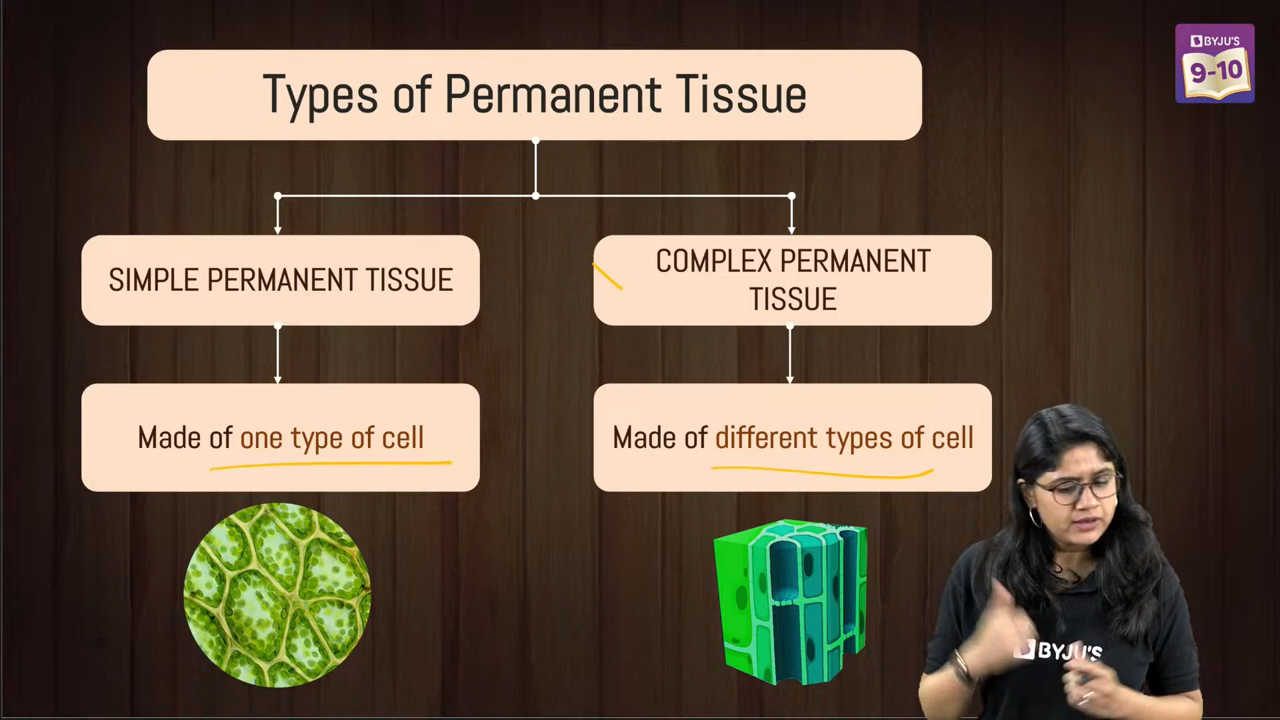 Types of Permanent Tissue
BYJU'S
9-10
SIMPLE PERMANENT TISSUE
COMPLEX PERMANENT
TISSUE
Made of one type of cell
Made of different types of cell
BYJU'S